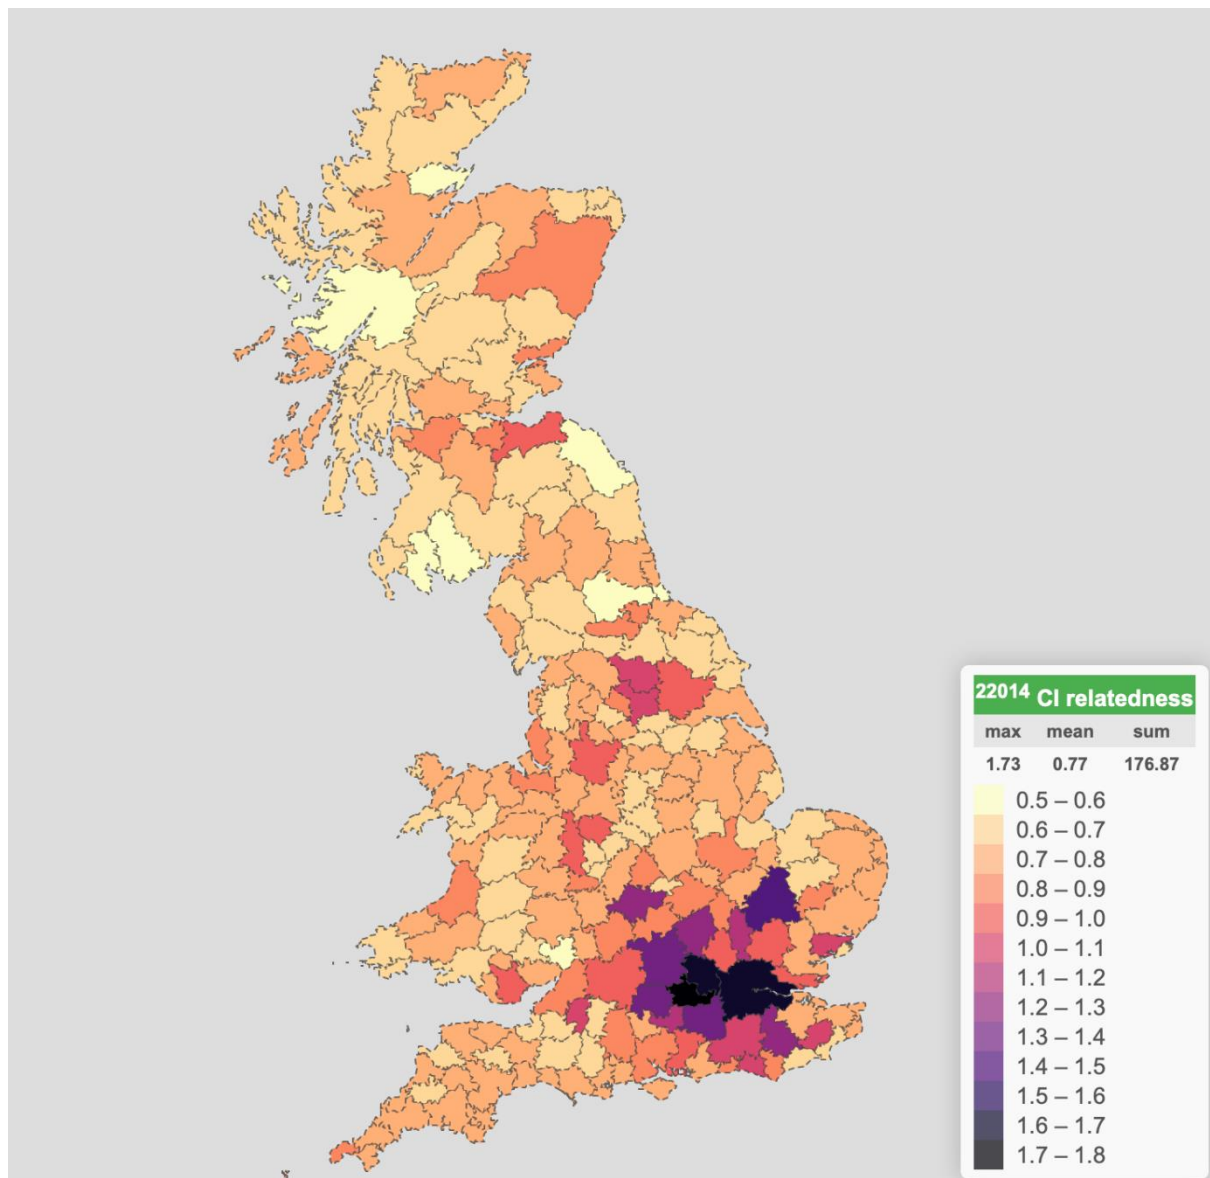 22014 CI relatedness
max mean sum
1.73 0.77 176.87
0.5 – 0.6
0.6 – 0.7
0.7 – 0.8
0.8 – 0.9
0.9 – 1.0
1.0 – 1.1
1.1 – 1.2
1.2 – 1.3
1.3 – 1.4
1.4 – 1.5
1.5 – 1.6
1.6 – 1.7
1.7 – 1.8